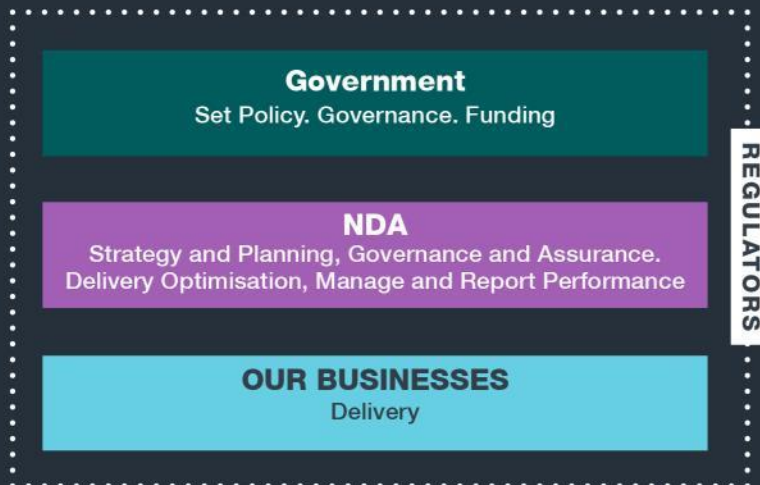 Government
Set Policy. Governance. Funding
NDA
Strategy and Planning, Governance and Assurance.
Delivery Optimisation, Manage and Report Performance
OUR BUSINESSES
Delivery
REGULATORS